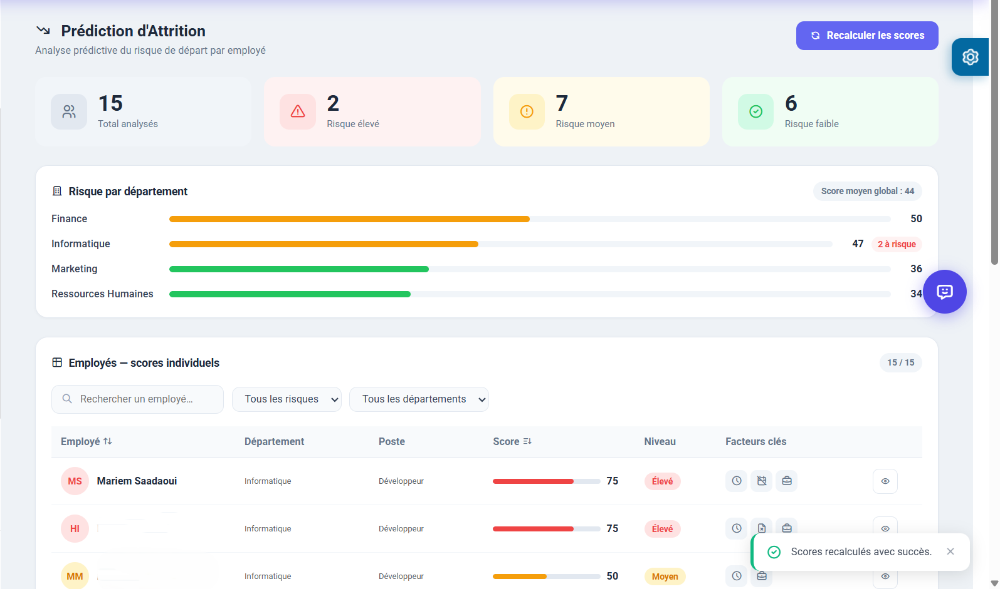 Prédiction d'Attrition
Analyse prédictive du risque de départ par employé
Recalculer les scores
15
Total analysés
2
Risque élevé
7
Risque moyen
6
Risque faible
Risque par département
Score moyen global : 44
Finance 50
Informatique 47 2 à risque
Marketing 36
Ressources Humaines 34
Employés — scores individuels
15 / 15
Rechercher un employé...
Tous les risques
Tous les départements
Employé Département Poste Score Niveau Facteurs clés
MS Mariem Saadaoui Informatique Développeur 75 Élevé
HI Informatique Développeur 75 Élevé
MM Informatique Développeur 50 Moyen
Scores recalculés avec succès.